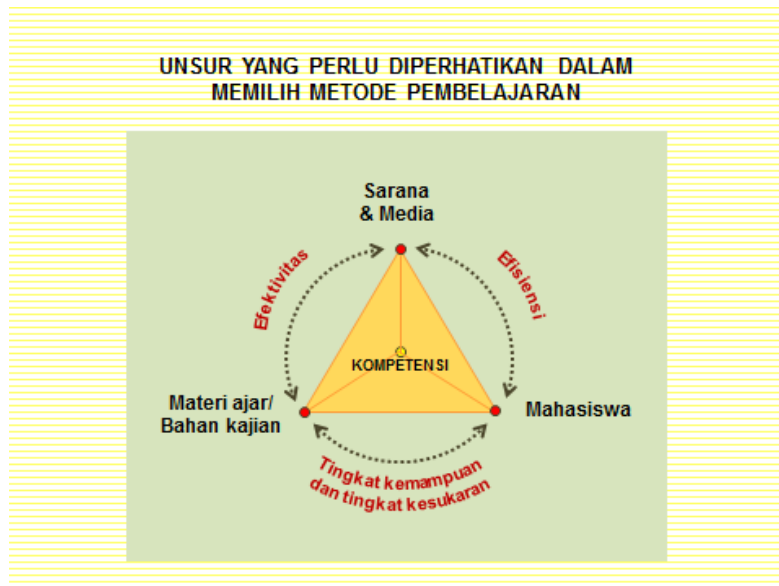 UNSUR YANG PERLU DIPERHATIKAN DALAM
MEMILIH METODE PEMBELAJARAN
Sarana
& Media
Efektivitas
Efisiensi
KOMPETENSI
Materi ajar/
Bahan kajian
Mahasiswa
Tingkat kemampuan
dan tingkat kesukaran